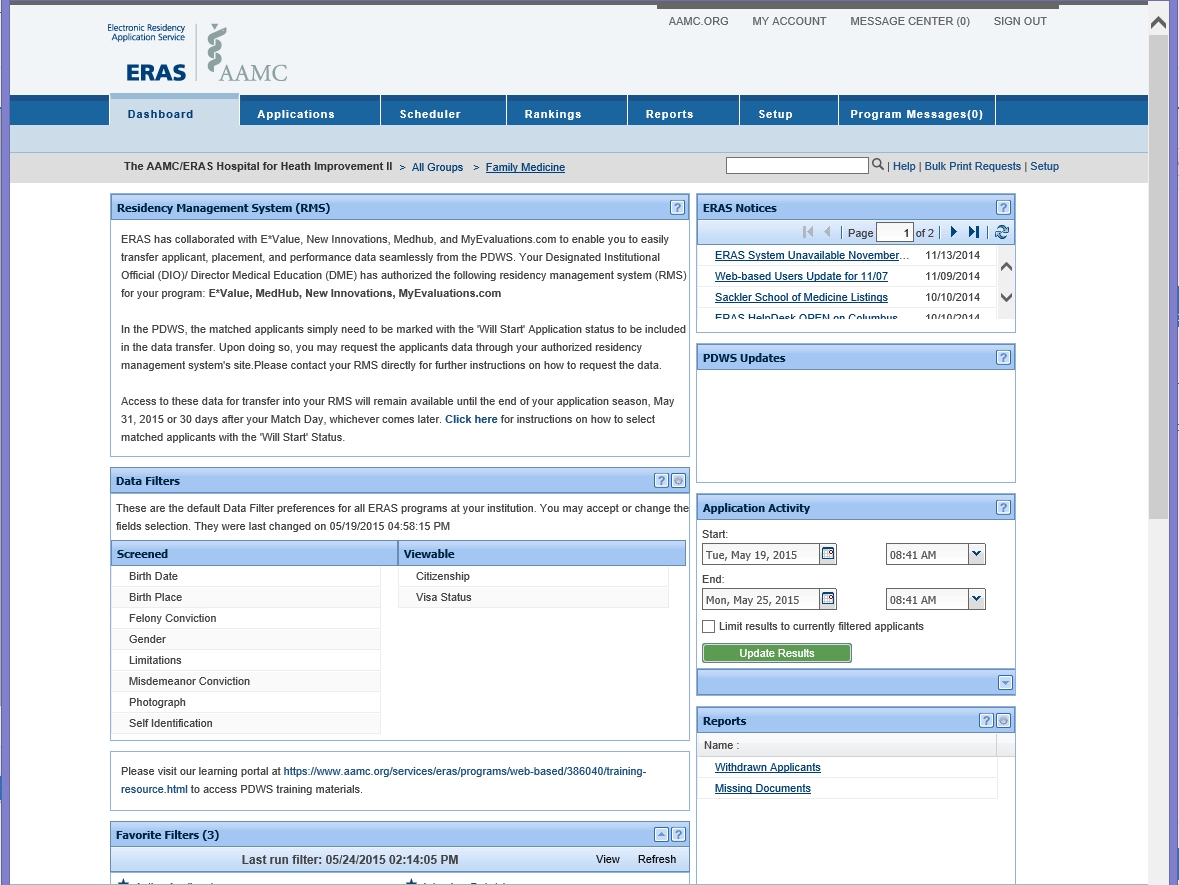 AAMC.ORG MY ACCOUNT MESSAGE CENTER (0) SIGN OUT
Electronic Residency
Application Service
ERAS
AAMC
Dashboard Applications Scheduler Rankings Reports Setup Program Messages(0)
The AAMC/ERAS Hospital for Heath Improvement II > All Groups > Family Medicine
| Help | Bulk Print Requests | Setup
Residency Management System (RMS) ?
ERAS has collaborated with E*Value, New Innovations, Medhub, and MyEvaluations.com to enable you to easily
transfer applicant, placement, and performance data seamlessly from the PDWS. Your Designated Institutional
Official (DIO)/ Director Medical Education (DME) has authorized the following residency management system (RMS)
for your program: E*Value, MedHub, New Innovations, MyEvaluations.com
In the PDWS, the matched applicants simply need to be marked with the 'Will Start' Application status to be included
in the data transfer. Upon doing so, you may request the applicants data through your authorized residency
management system's site.Please contact your RMS directly for further instructions on how to request the data.
Access to these data for transfer into your RMS will remain available until the end of your application season, May
31, 2015 or 30 days after your Match Day, whichever comes later. Click here for instructions on how to select
matched applicants with the 'Will Start' Status.
Data Filters ?
These are the default Data Filter preferences for all ERAS programs at your institution. You may accept or change the
fields selection. They were last changed on 05/19/2015 04:58:15 PM
Screened Viewable
Birth Date Citizenship
Birth Place Visa Status
Felony Conviction
Gender
Limitations
Misdemeanor Conviction
Photograph
Self Identification
Please visit our learning portal at https://www.aamc.org/services/eras/programs/web-based/386040/training-
resource.html to access PDWS training materials.
Favorite Filters (3) ?
Last run filter: 05/24/2015 02:14:05 PM View Refresh
ERAS Notices ?
Page 1 of 2
ERAS System Unavailable November... 11/13/2014
Web-based Users Update for 11/07 11/09/2014
Sackler School of Medicine Listings 10/10/2014
ERAS HelpDesk OPEN on Columbus 10/10/2014
PDWS Updates ?
Application Activity ?
Start:
Tue, May 19, 2015 08:41 AM
End:
Mon, May 25, 2015 08:41 AM
Limit results to currently filtered applicants
Update Results
Reports ?
Name :
Withdrawn Applicants
Missing Documents